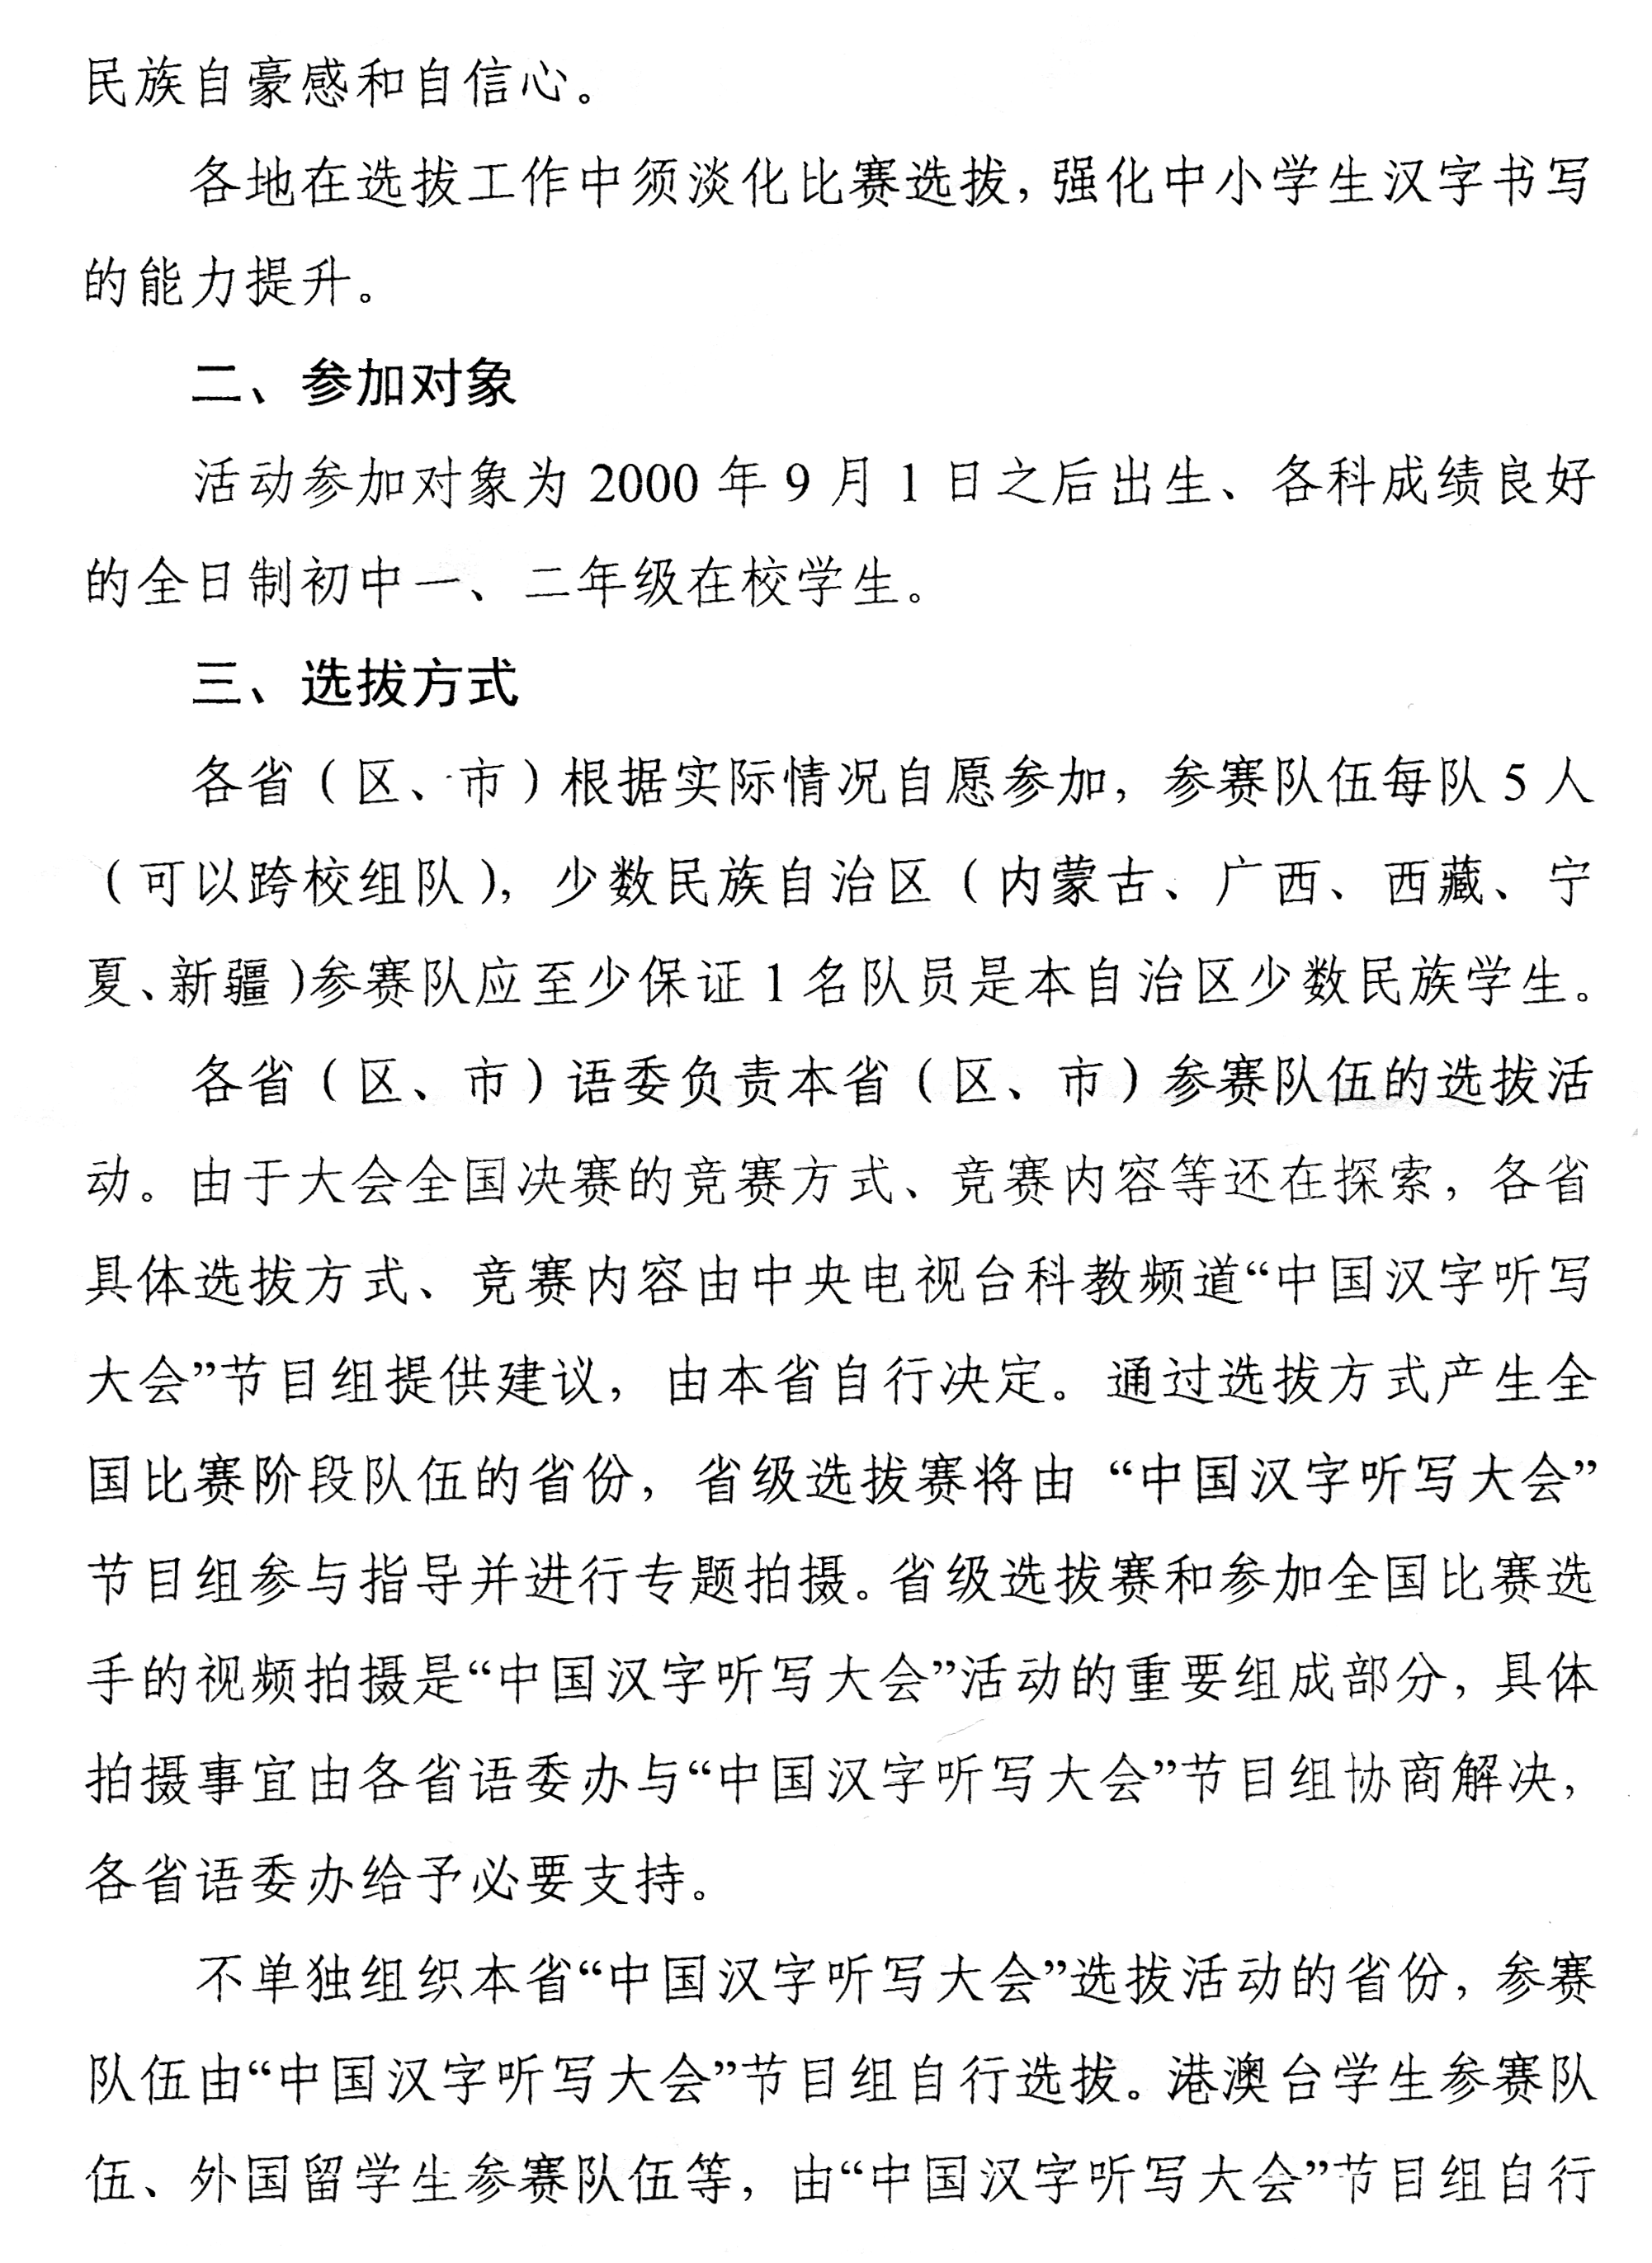 民族自豪感和自信心。
各地在选拔工作中须淡化比赛选拔，强化中小学生汉字书写
的能力提升。
二、参加对象
活动参加对象为 2000 年 9 月 1 日之后出生、各科成绩良好
的全日制初中一、二年级在校学生。
三、选拔方式
各省（区、市）根据实际情况自愿参加，参赛队伍每队 5 人
（可以跨校组队），少数民族自治区（内蒙古、广西、西藏、宁
夏、新疆）参赛队应至少保证 1 名队员是本自治区少数民族学生。
各省（区、市）语委负责本省（区、市）参赛队伍的选拔活
动。由于大会全国决赛的竞赛方式、竞赛内容等还在探索，各省
具体选拔方式、竞赛内容由中央电视台科教频道“中国汉字听写
大会”节目组提供建议，由本省自行决定。通过选拔方式产生全
国比赛阶段队伍的省份，省级选拔赛将由 “中国汉字听写大会”
节目组参与指导并进行专题拍摄。省级选拔赛和参加全国比赛选
手的视频拍摄是“中国汉字听写大会”活动的重要组成部分，具体
拍摄事宜由各省语委办与“中国汉字听写大会”节目组协商解决，
各省语委办给予必要支持。
不单独组织本省“中国汉字听写大会”选拔活动的省份，参赛
队伍由“中国汉字听写大会”节目组自行选拔。港澳台学生参赛队
伍、外国留学生参赛队伍等，由“中国汉字听写大会”节目组自行